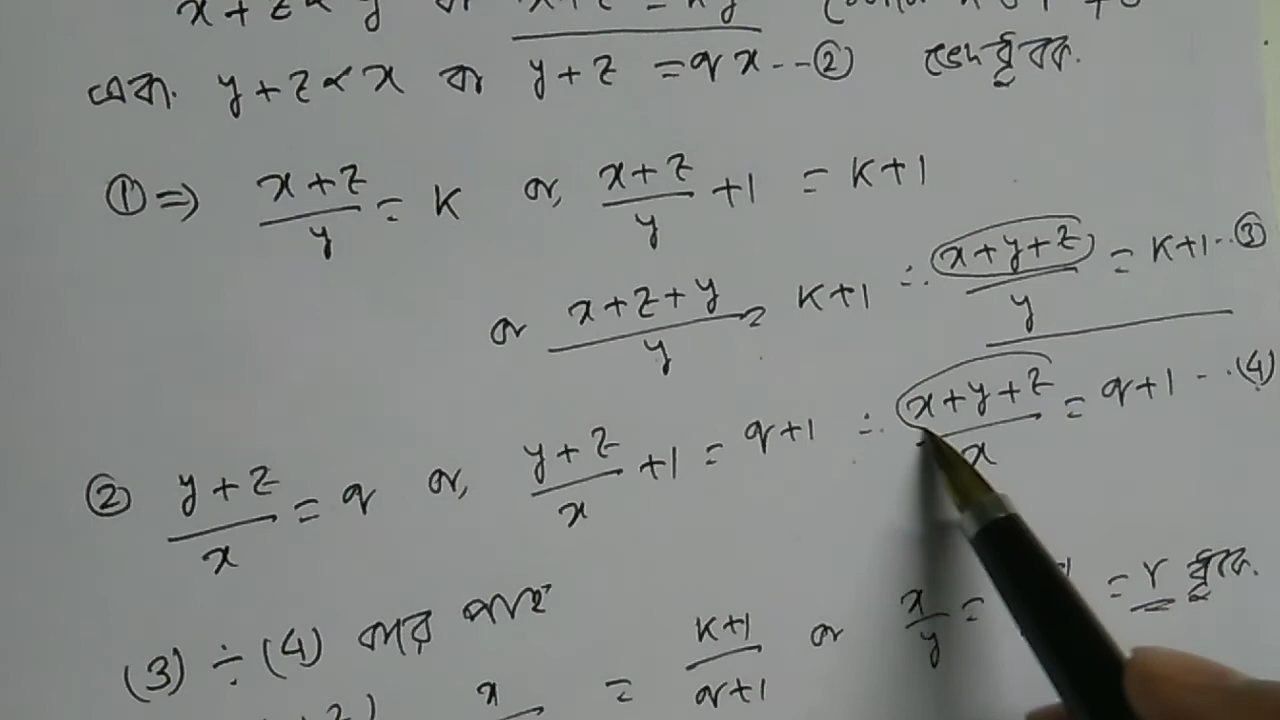 x + z ∝ y বা x + z = ky
এবং y + z ∝ x বা y + z = qx --② ভেদ ধ্রুবক.
①⇒ (x+z)/y = K or, (x+z)/y + 1 = K+1
or (x+z+y)/y = K+1 ∴ (x+y+z)/y = K+1 -- ③
② (y+z)/x = q or, (y+z)/x + 1 = q+1 ∴ (x+y+z)/x = q+1 -- (4)
(3) ÷ (4) করে পাই
x = (K+1)/(q+1) or x/y = = r ধ্রুবক.